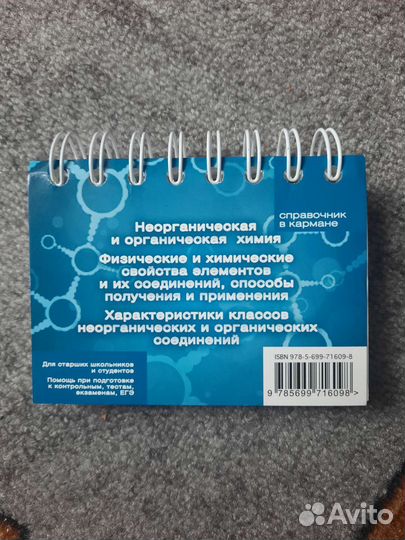 справочник
в кармане
Неорганическая
и органическая химия
Физические и химические
свойства элементов
и их соединений, способы
получения и применения
Характеристики классов
неорганических и органических
соединений
Для старших школьников
и студентов
Помощь при подготовке
к контрольным, тестам,
экзаменам, ЕГЭ
ISBN 978-5-699-71609-8
9 785699 716098 >
Avito